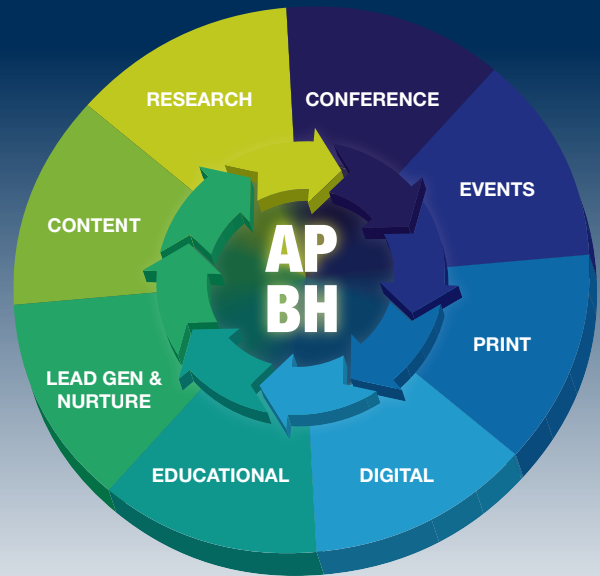 RESEARCH
CONFERENCE
EVENTS
PRINT
DIGITAL
EDUCATIONAL
LEAD GEN &
NURTURE
CONTENT
AP
BH